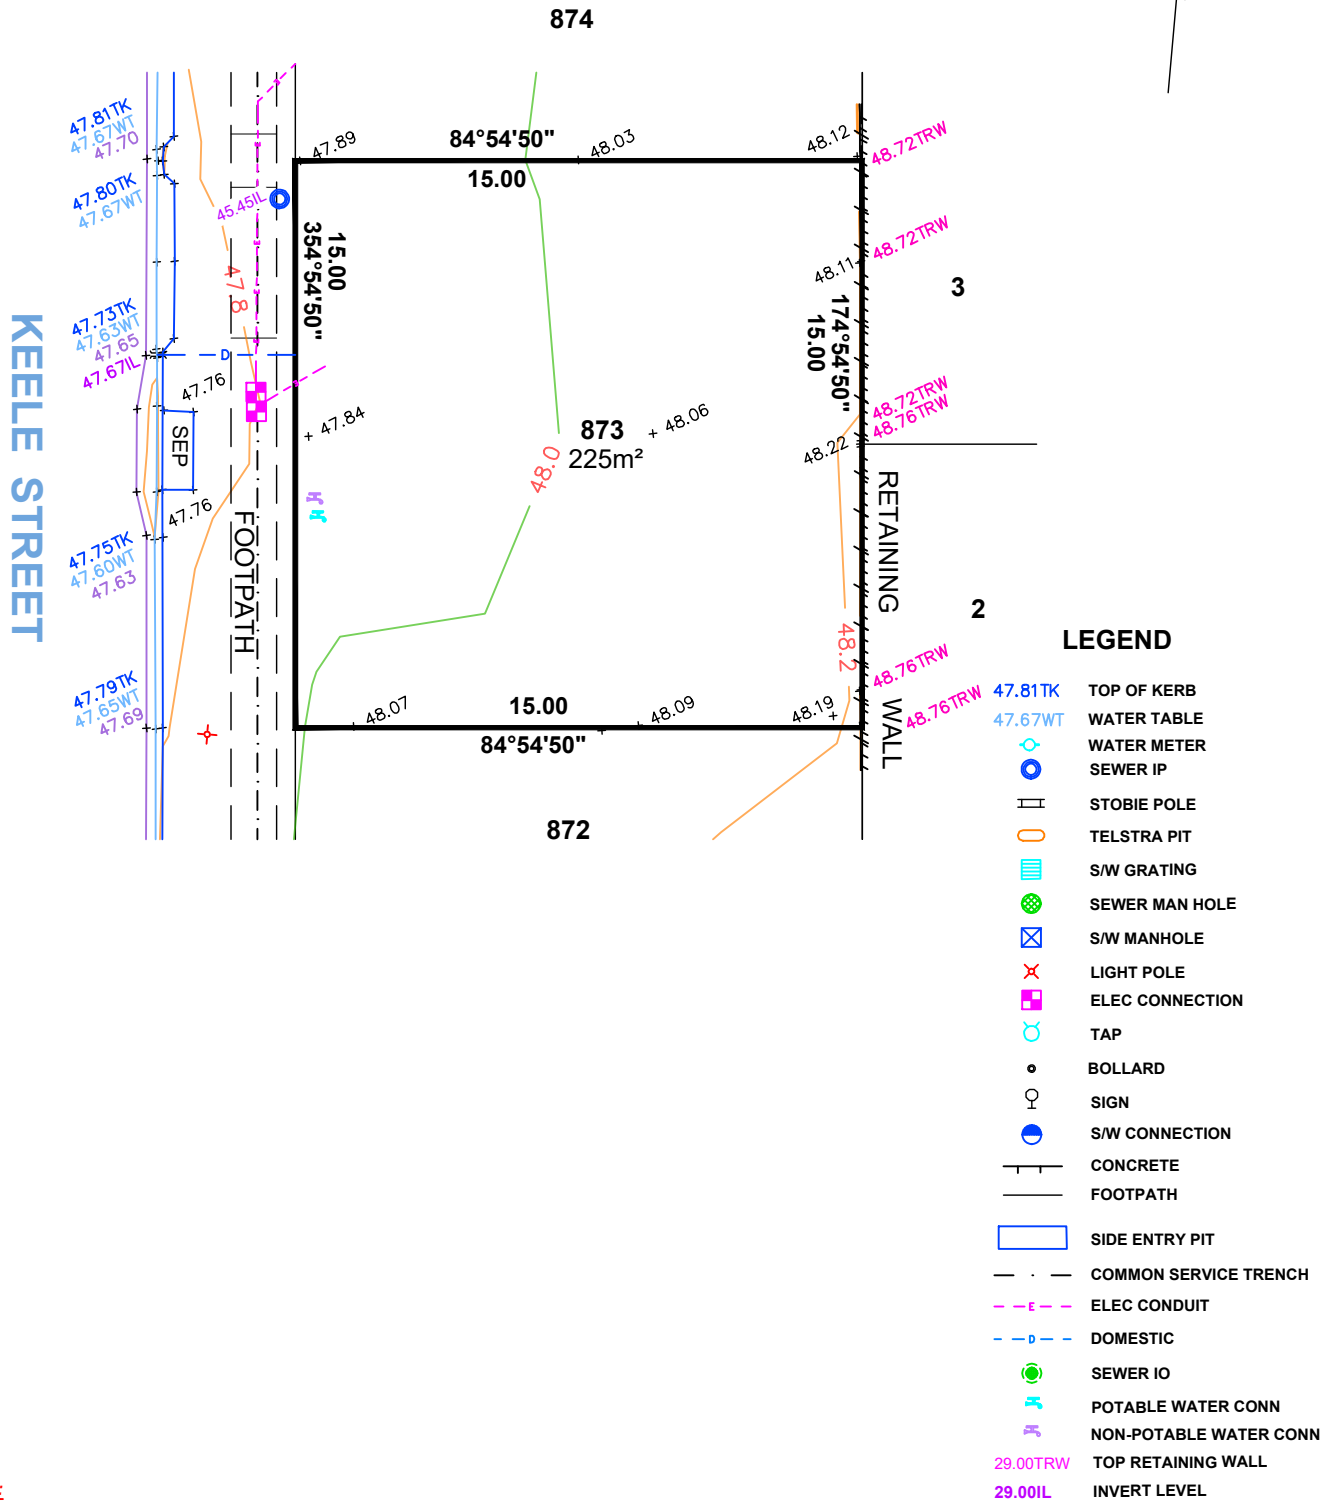 874
47.81TK
47.67WT
47.70
47.80TK
47.67WT
47.89
84°54'50"
15.00
48.03
48.12
48.72TRW
45.45IL
15.00
354°54'50"
47.8
48.11
48.72TRW
3
174°54'50"
15.00
KEELE STREET
47.73TK
47.63WT
47.65
47.67IL
D
47.76
SEP
47.76
47.84
873
225m²
48.0
48.06
48.72TRW
48.76TRW
48.22
RETAINING WALL
FOOTPATH
47.75TK
47.60WT
47.63
2
48.2
48.76TRW
48.76TRW
47.79TK
47.65WT
47.69
48.07
15.00
84°54'50"
48.09
48.19
872
LEGEND
47.81TK TOP OF KERB
47.67WT WATER TABLE
WATER METER
SEWER IP
STOBIE POLE
TELSTRA PIT
S/W GRATING
SEWER MAN HOLE
S/W MANHOLE
LIGHT POLE
ELEC CONNECTION
TAP
BOLLARD
SIGN
S/W CONNECTION
CONCRETE
FOOTPATH
SIDE ENTRY PIT
COMMON SERVICE TRENCH
E ELEC CONDUIT
D DOMESTIC
SEWER IO
POTABLE WATER CONN
NON-POTABLE WATER CONN
29.00TRW TOP RETAINING WALL
29.00IL INVERT LEVEL